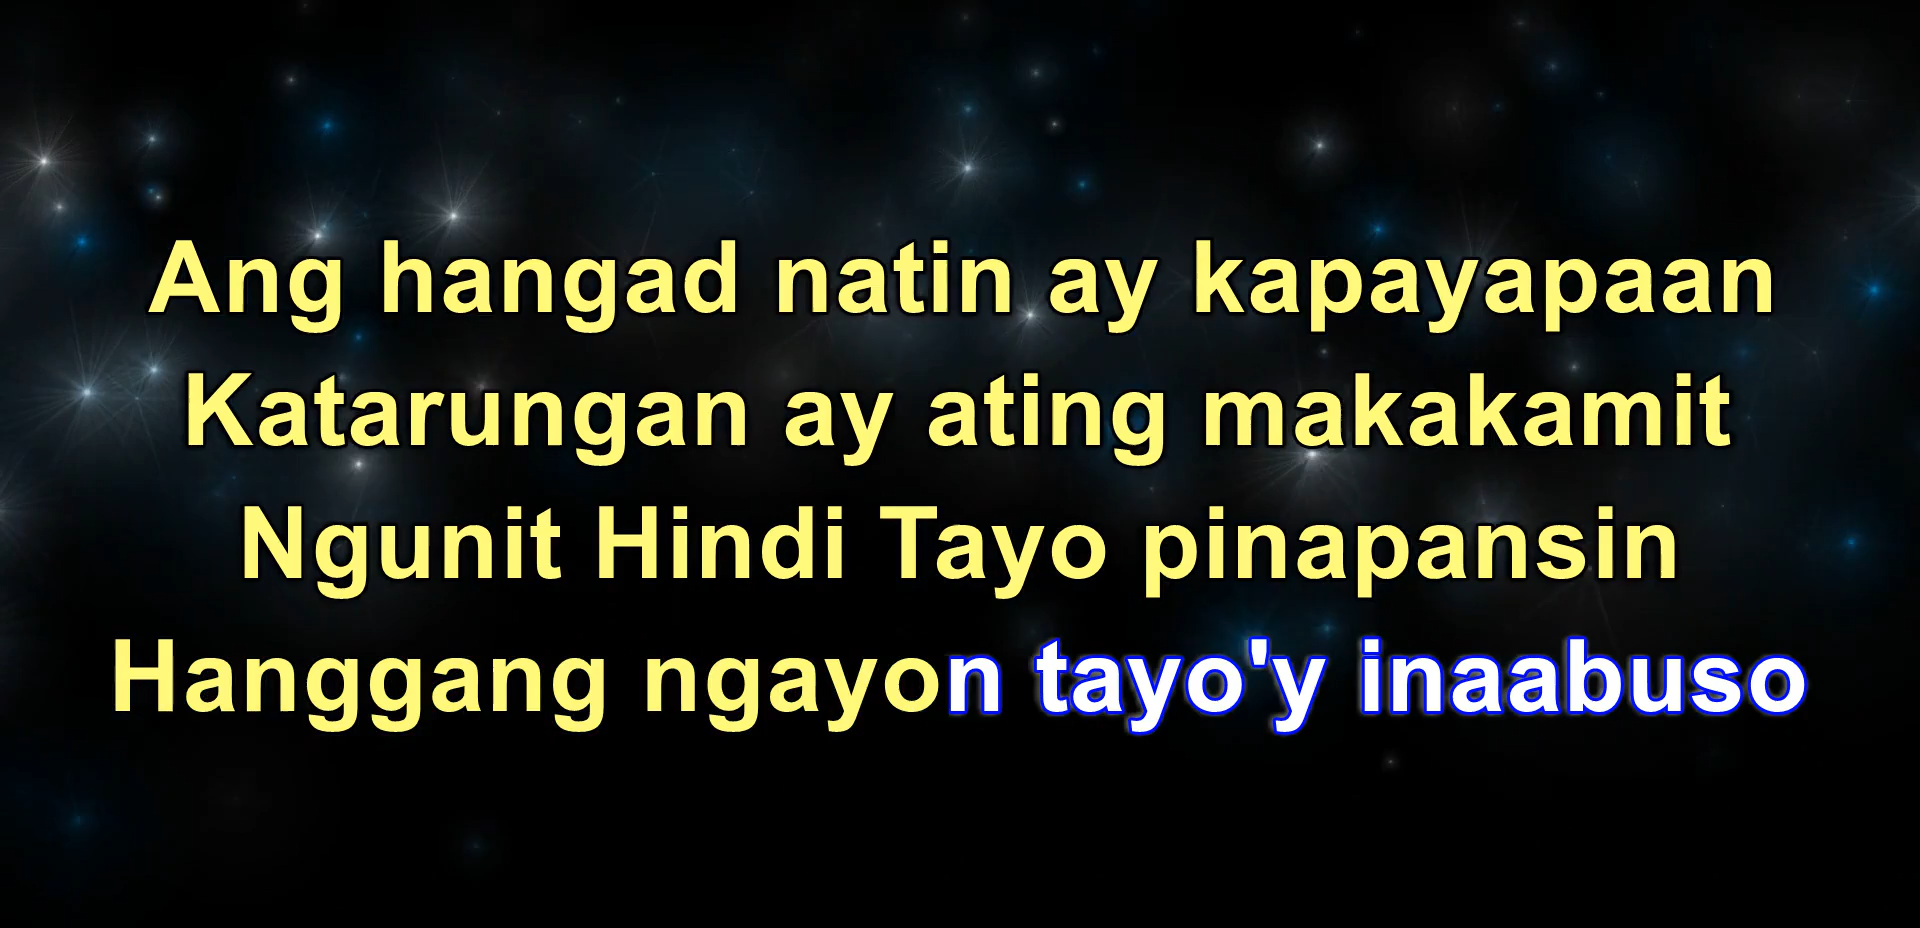 Ang hangad natin ay kapayapaan
Katarungan ay ating makakamit
Ngunit Hindi Tayo pinapansin
Hanggang ngayon tayo'y inaabuso